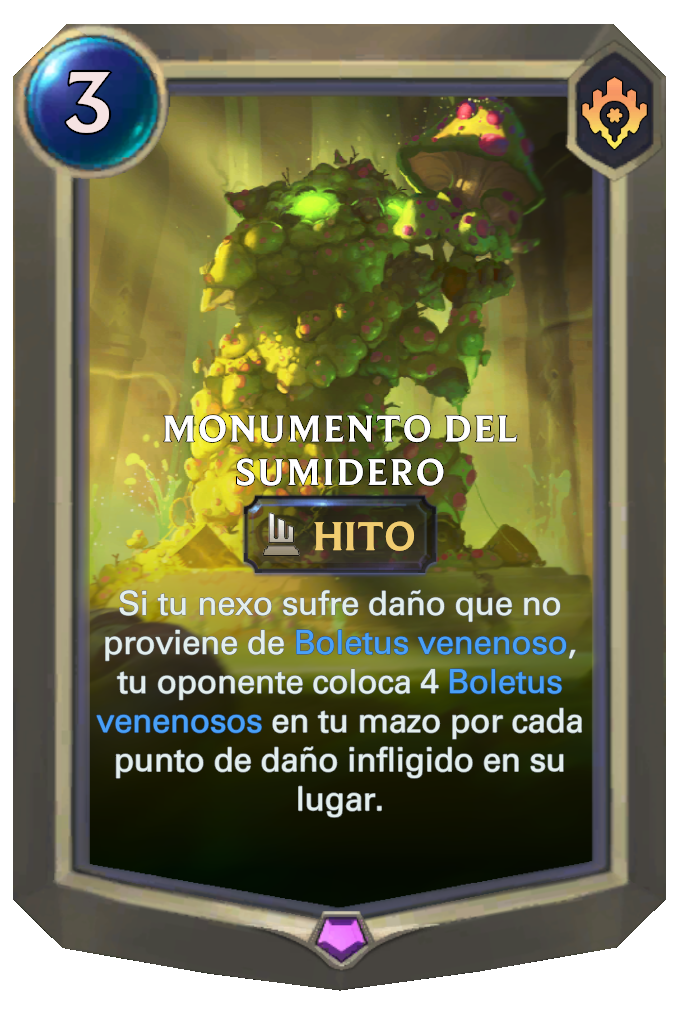 3
MONUMENTO DEL
SUMIDERO
HITO
Si tu nexo sufre daño que no
proviene de Boletus venenoso,
tu oponente coloca 4 Boletus
venenosos en tu mazo por cada
punto de daño infligido en su
lugar.